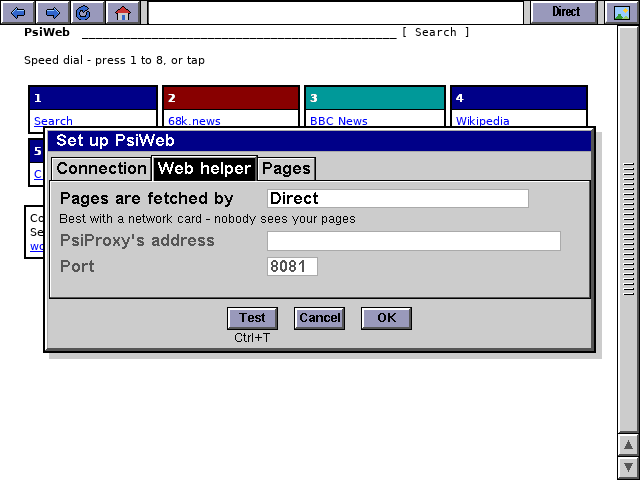 Direct
PsiWeb [ Search ]
Speed dial - press 1 to 8, or tap
1 2 3 4
Search 68k.news BBC News Wikipedia
5
Set up PsiWeb
Connection Web helper Pages
Pages are fetched by Direct
Best with a network card - nobody sees your pages
PsiProxy's address
Port 8081
Test Cancel OK
Ctrl+T